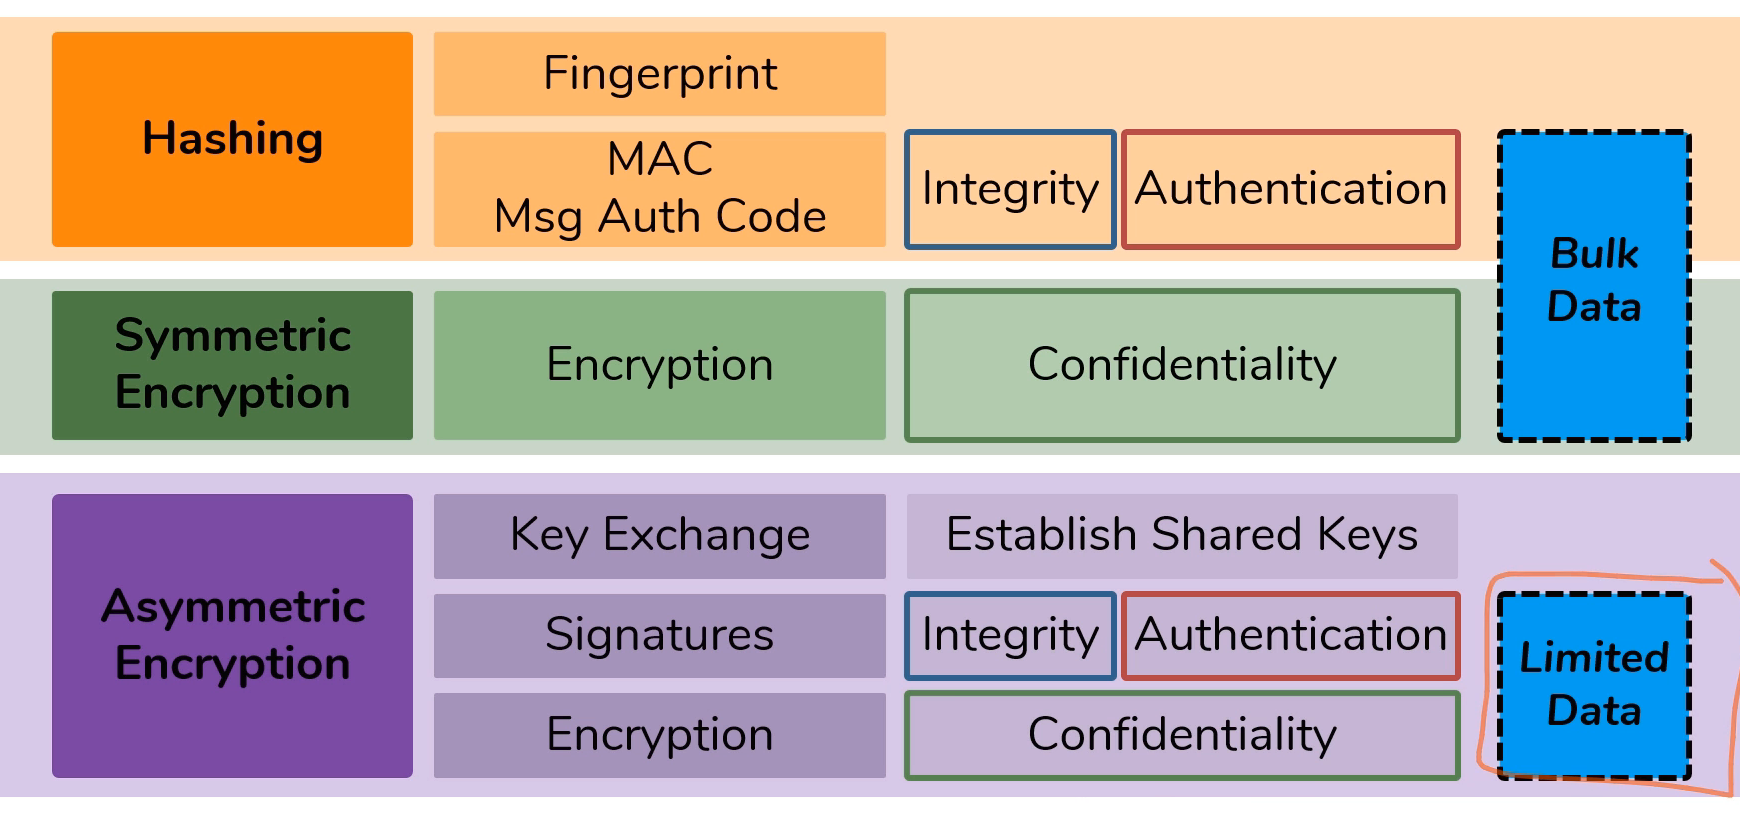 Hashing
Fingerprint
MAC
Msg Auth Code
Integrity
Authentication
Bulk
Data
Symmetric
Encryption
Encryption
Confidentiality
Asymmetric
Encryption
Key Exchange
Establish Shared Keys
Signatures
Integrity
Authentication
Encryption
Confidentiality
Limited
Data